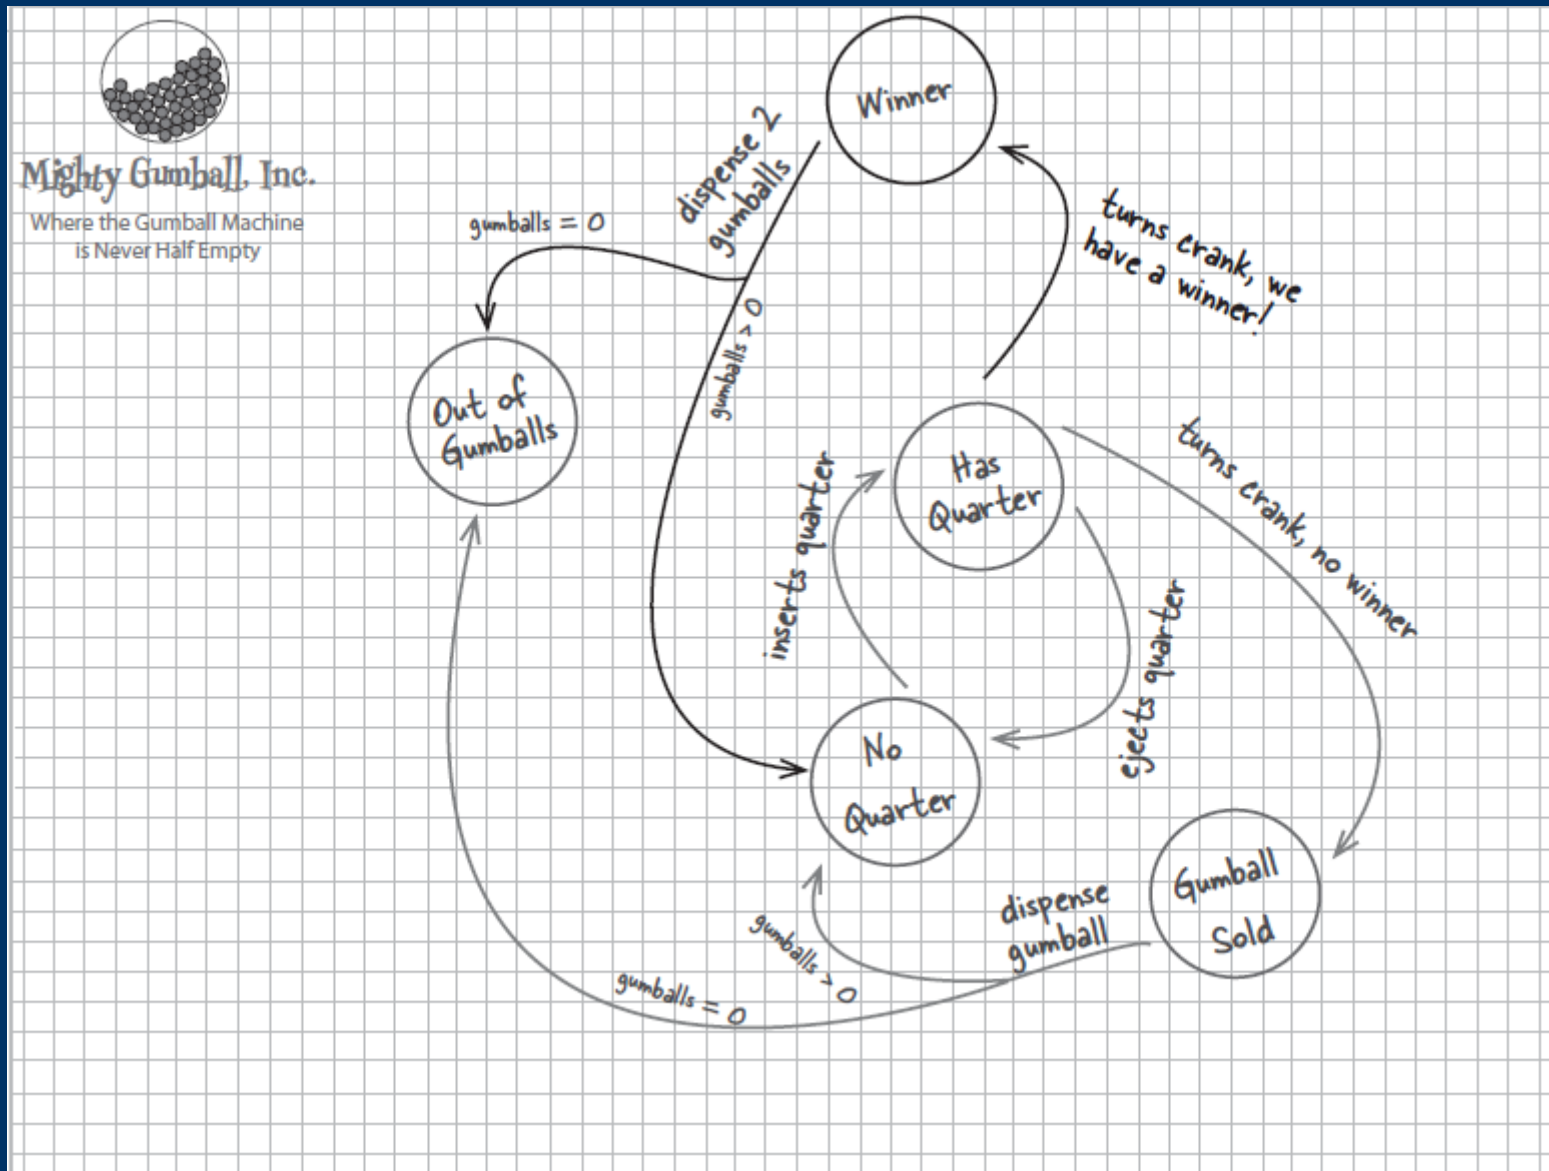 Mighty Gumball, Inc.
Where the Gumball Machine
is Never Half Empty
Winner
dispense 2
gumballs
gumballs = 0
turns crank, we
have a winner!
gumballs > 0
Out of
Gumballs
Has
Quarter
turns crank, no winner
inserts quarter
ejects quarter
No
Quarter
Gumball
Sold
dispense
gumball
gumballs > 0
gumballs = 0